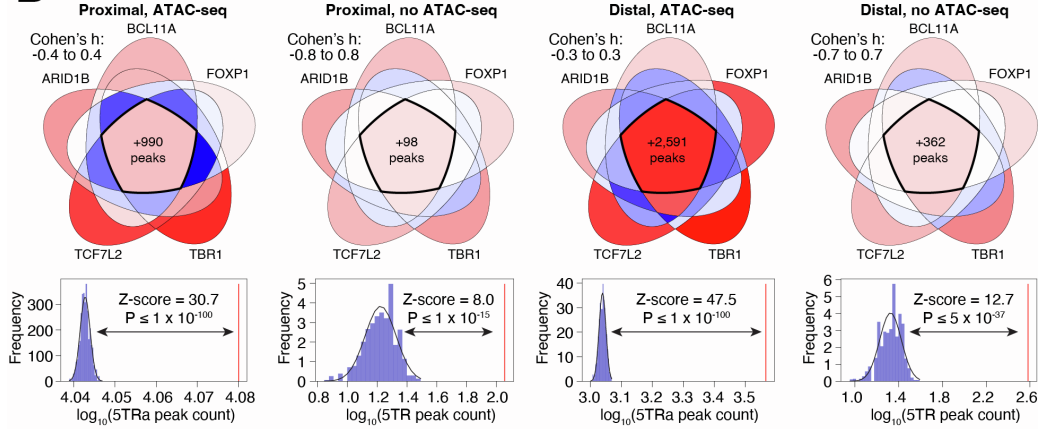 Proximal, ATAC-seq
BCL11A
Cohen's h:
-0.4 to 0.4
ARID1B
FOXP1
+990
peaks
TCF7L2
TBR1
Proximal, no ATAC-seq
BCL11A
Cohen's h:
-0.8 to 0.8
ARID1B
FOXP1
+98
peaks
TCF7L2
TBR1
Distal, ATAC-seq
BCL11A
Cohen's h:
-0.3 to 0.3
ARID1B
FOXP1
+2,591
peaks
TCF7L2
TBR1
Distal, no ATAC-seq
BCL11A
Cohen's h:
-0.7 to 0.7
ARID1B
FOXP1
+362
peaks
TCF7L2
TBR1
Frequency
300
200
100
0
Z-score = 30.7
P ≤ 1 x 10⁻¹⁰⁰
4.04 4.05 4.06 4.07 4.08
log₁₀(5TRa peak count)
Frequency
5
4
3
2
1
0
Z-score = 8.0
P ≤ 1 x 10⁻¹⁵
0.8 1.0 1.2 1.4 1.6 1.8 2.0
log₁₀(5TR peak count)
Frequency
40
30
20
10
0
Z-score = 47.5
P ≤ 1 x 10⁻¹⁰⁰
3.0 3.1 3.2 3.3 3.4 3.5
log₁₀(5TRa peak count)
Frequency
6
5
4
3
2
1
0
Z-score = 12.7
P ≤ 5 x 10⁻³⁷
1.0 1.4 1.8 2.2 2.6
log₁₀(5TR peak count)